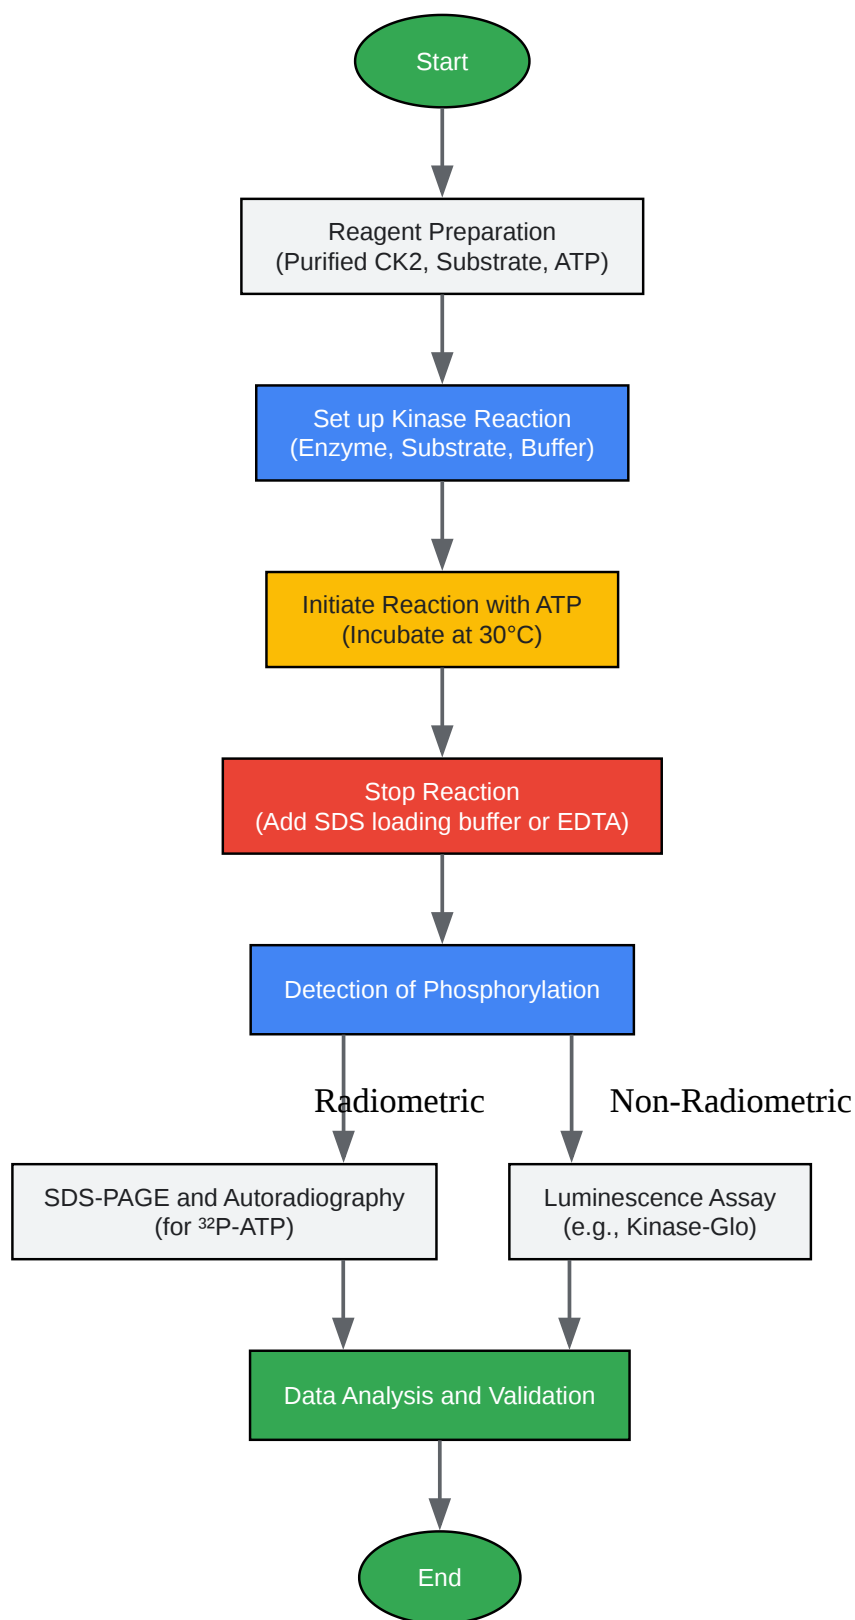 Start
Reagent Preparation
(Purified CK2, Substrate, ATP)
Set up Kinase Reaction
(Enzyme, Substrate, Buffer)
Initiate Reaction with ATP
(Incubate at 30°C)
Stop Reaction
(Add SDS loading buffer or EDTA)
Detection of Phosphorylation
Radiometric
Non-Radiometric
SDS-PAGE and Autoradiography
(for ³²P-ATP)
Luminescence Assay
(e.g., Kinase-Glo)
Data Analysis and Validation
End